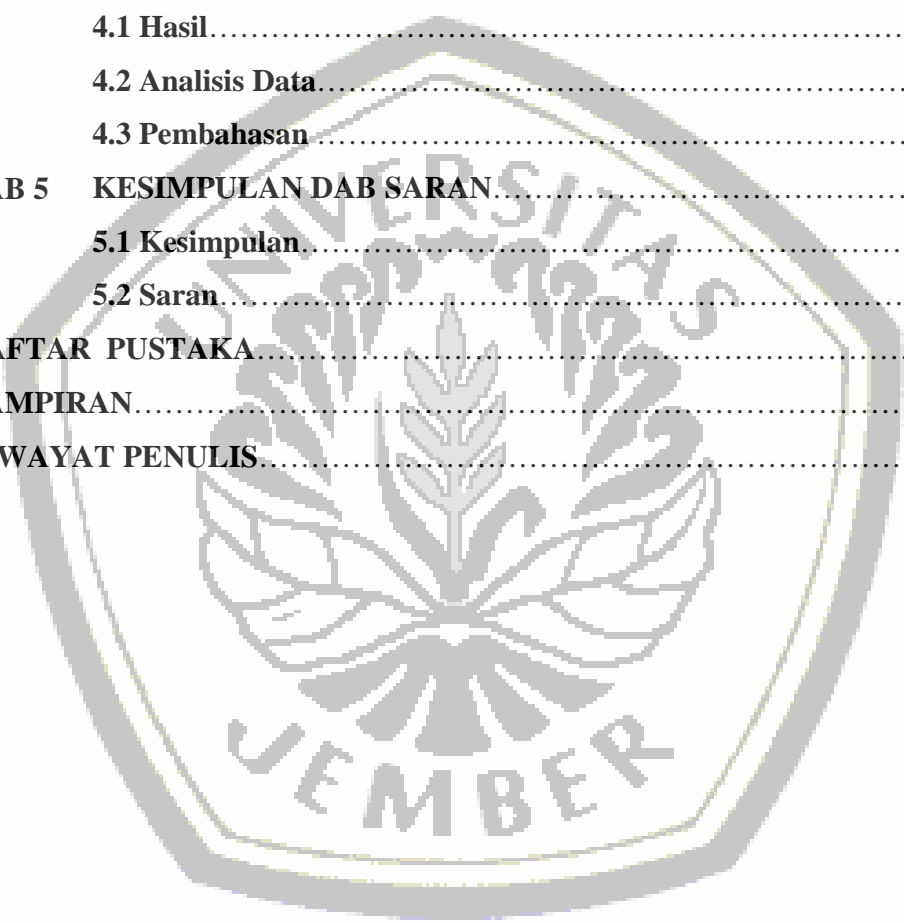 4.1 Hasil........................................................................
4.2 Analisis Data........................................................................
4.3 Pembahasan........................................................................
AB 5 KESIMPULAN DAB SARAN........................................................................
5.1 Kesimpulan........................................................................
5.2 Saran........................................................................
AFTAR PUSTAKA........................................................................
AMPIRAN........................................................................
WAYAT PENULIS........................................................................
UNIVERSITAS
JEMBER